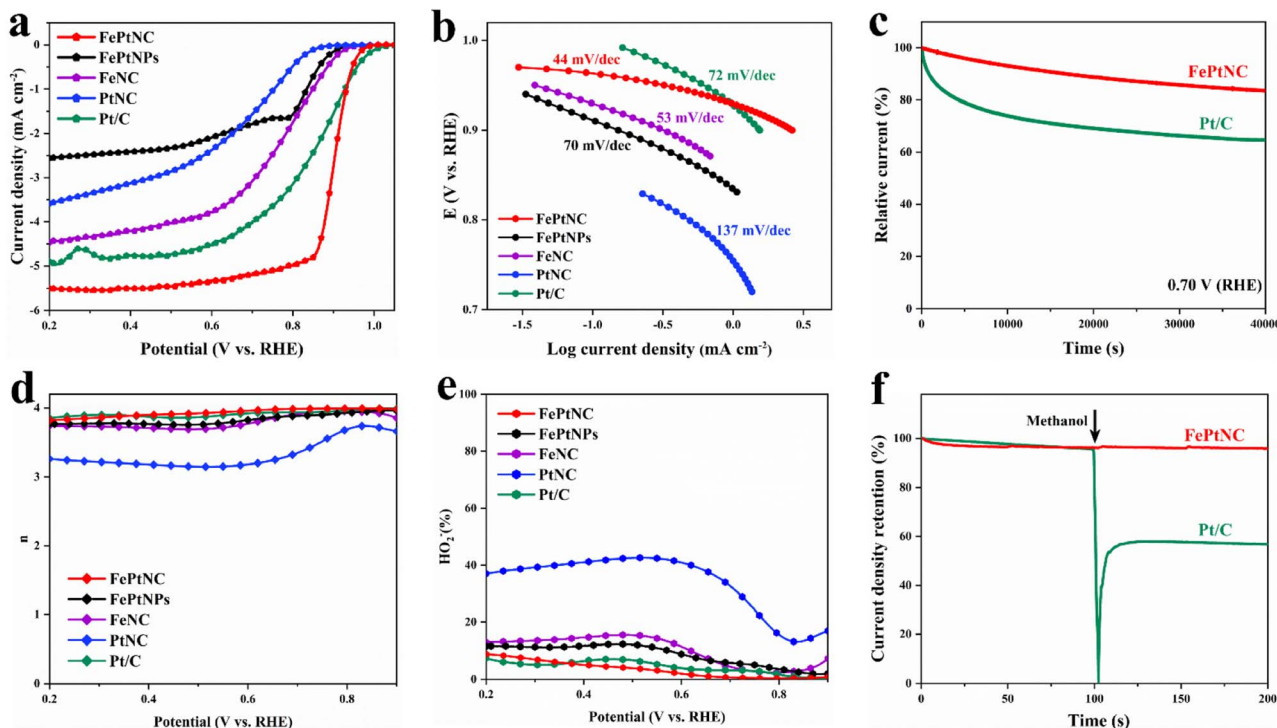 a
FePtNC
FePtNPs
FeNC
PtNC
Pt/C
Current density (mA cm-2)
0
-1
-2
-3
-4
-5
-6
0.2
0.4
0.6
0.8
1.0
Potential (V vs. RHE)
b
44 mV/dec
72 mV/dec
53 mV/dec
70 mV/dec
137 mV/dec
FePtNC
FePtNPs
FeNC
PtNC
Pt/C
E (V vs. RHE)
1.0
0.9
0.8
0.7
-1.5
-1.0
-0.5
0.0
0.5
Log current density (mA cm-2)
c
FePtNC
Pt/C
0.70 V (RHE)
Relative current (%)
100
80
60
40
20
0
0
10000
20000
30000
40000
Time (s)
d
n
4
3
2
1
0
FePtNC
FePtNPs
FeNC
PtNC
Pt/C
0.2
0.4
0.6
0.8
Potential (V vs. RHE)
e
FePtNC
FePtNPs
FeNC
PtNC
Pt/C
HO2-(%)
100
80
60
40
20
0
0.2
0.4
0.6
0.8
Potential (V vs. RHE)
f
Methanol
FePtNC
Pt/C
Current density retention (%)
100
80
60
40
20
0
0
50
100
150
200
Time (s)